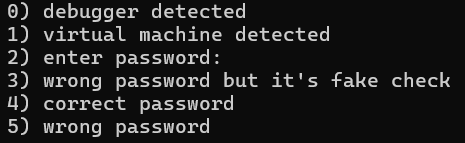 0) debugger detected
1) virtual machine detected
2) enter password:
3) wrong password but it's fake check
4) correct password
5) wrong password